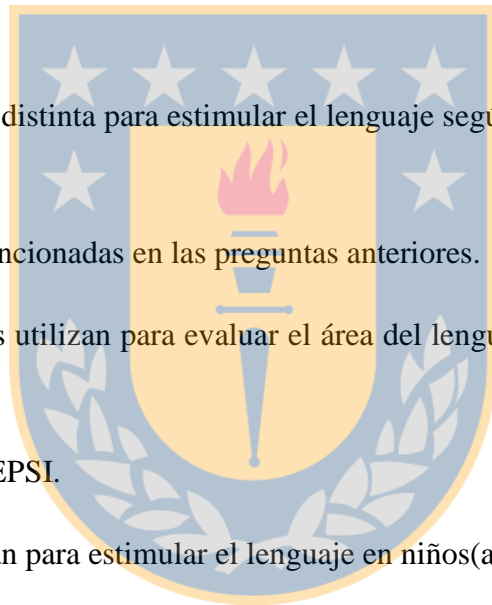 distinta para estimular el lenguaje segú
ncionadas en las preguntas anteriores.
s utilizan para evaluar el área del lengu
EPSI.
an para estimular el lenguaje en niños(a